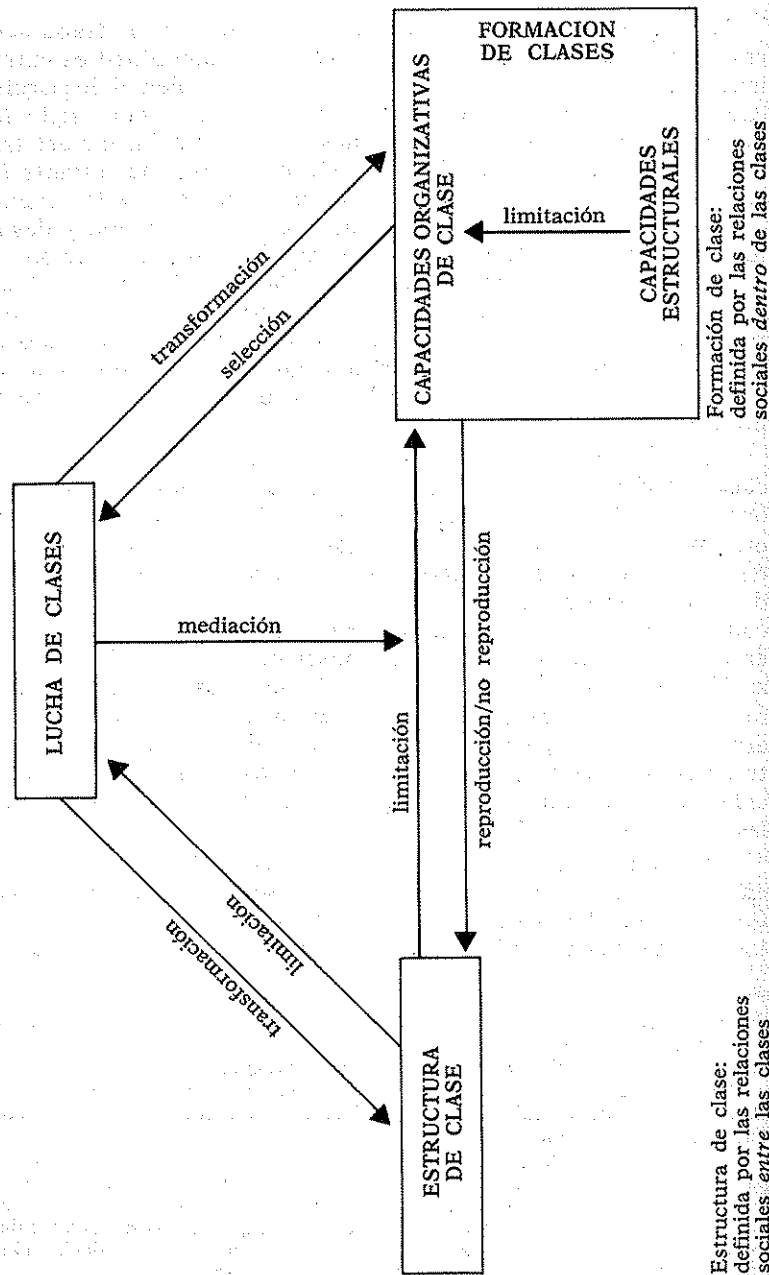 LUCHA DE CLASES
transformación
limitación
mediación
transformación
selección
ESTRUCTURA
DE CLASE
limitación
reproducción/no reproducción
FORMACION
DE CLASES
CAPACIDADES ORGANIZATIVAS
DE CLASE
limitación
CAPACIDADES
ESTRUCTURALES
Estructura de clase:
definida por las relaciones
sociales entre las clases
Formación de clase:
definida por las relaciones
sociales dentro de las clases